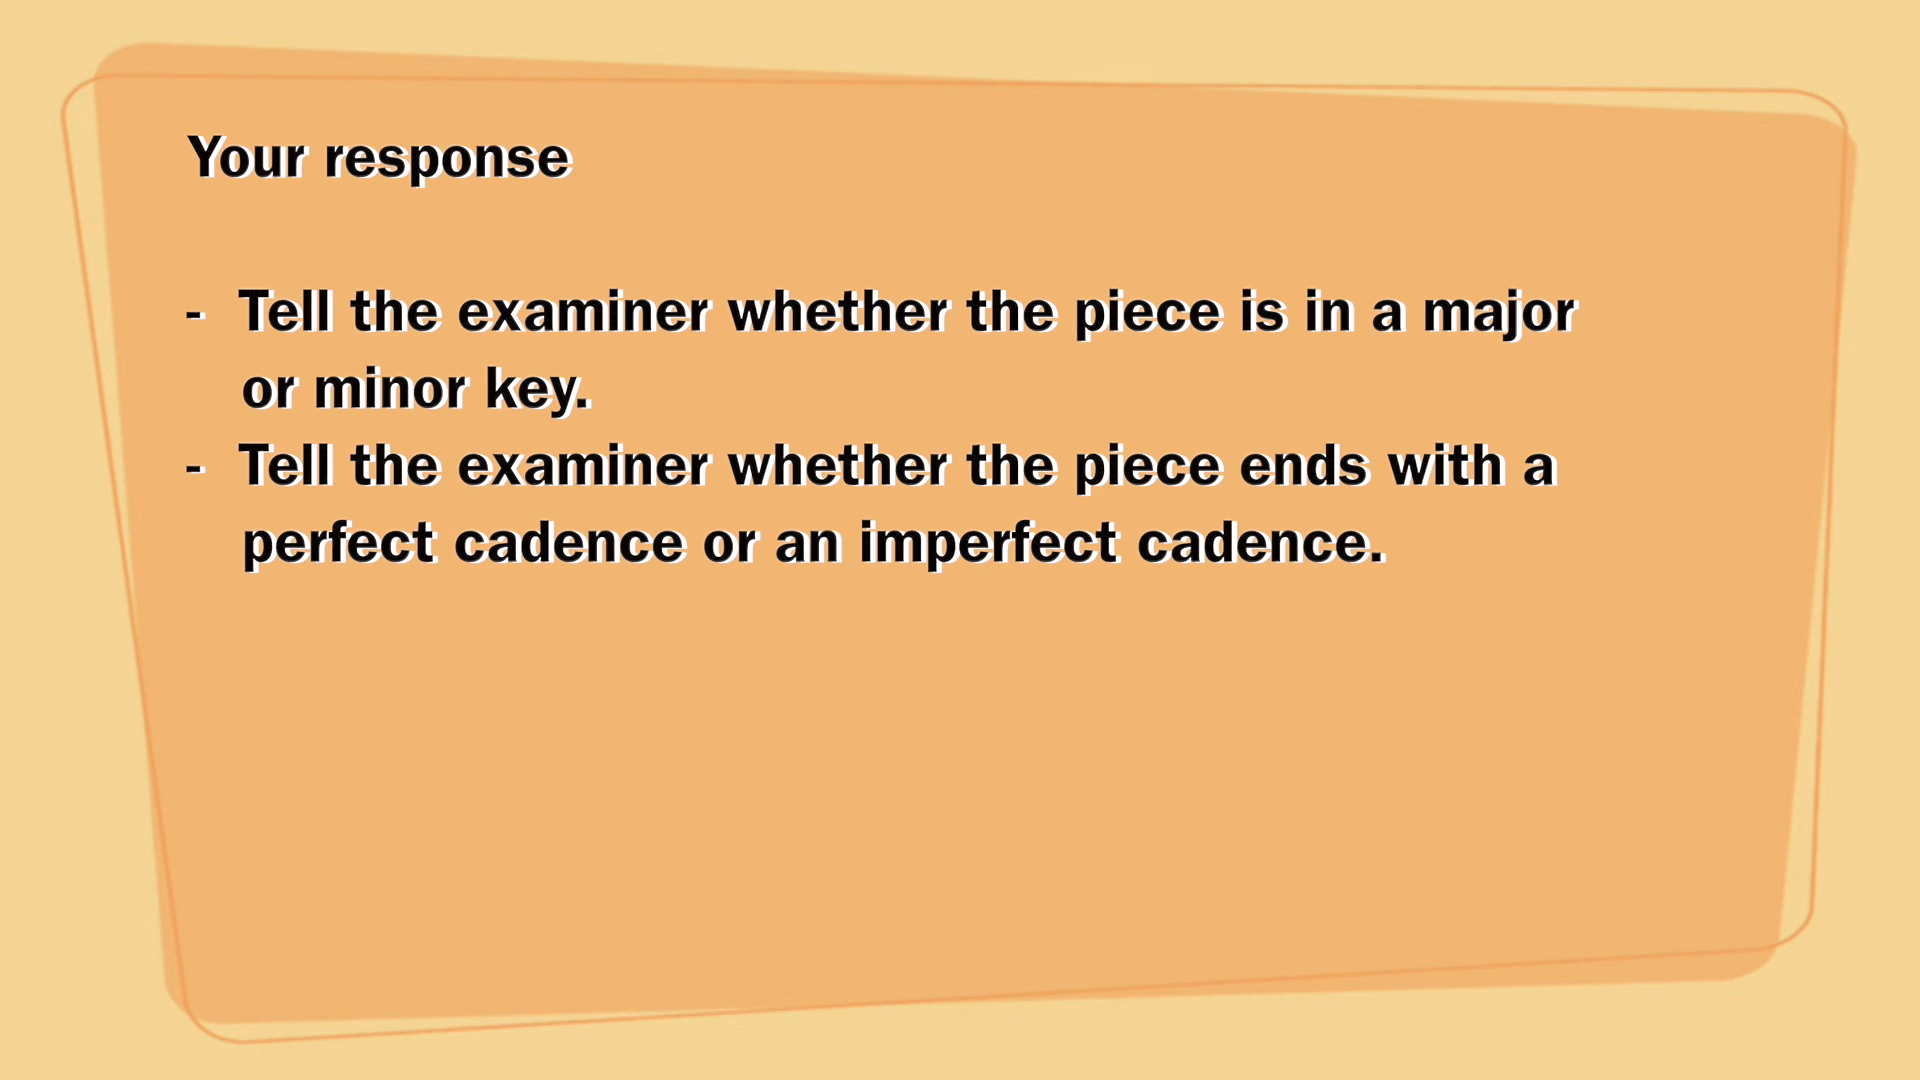 Your response
- Tell the examiner whether the piece is in a major
or minor key.
- Tell the examiner whether the piece ends with a
perfect cadence or an imperfect cadence.